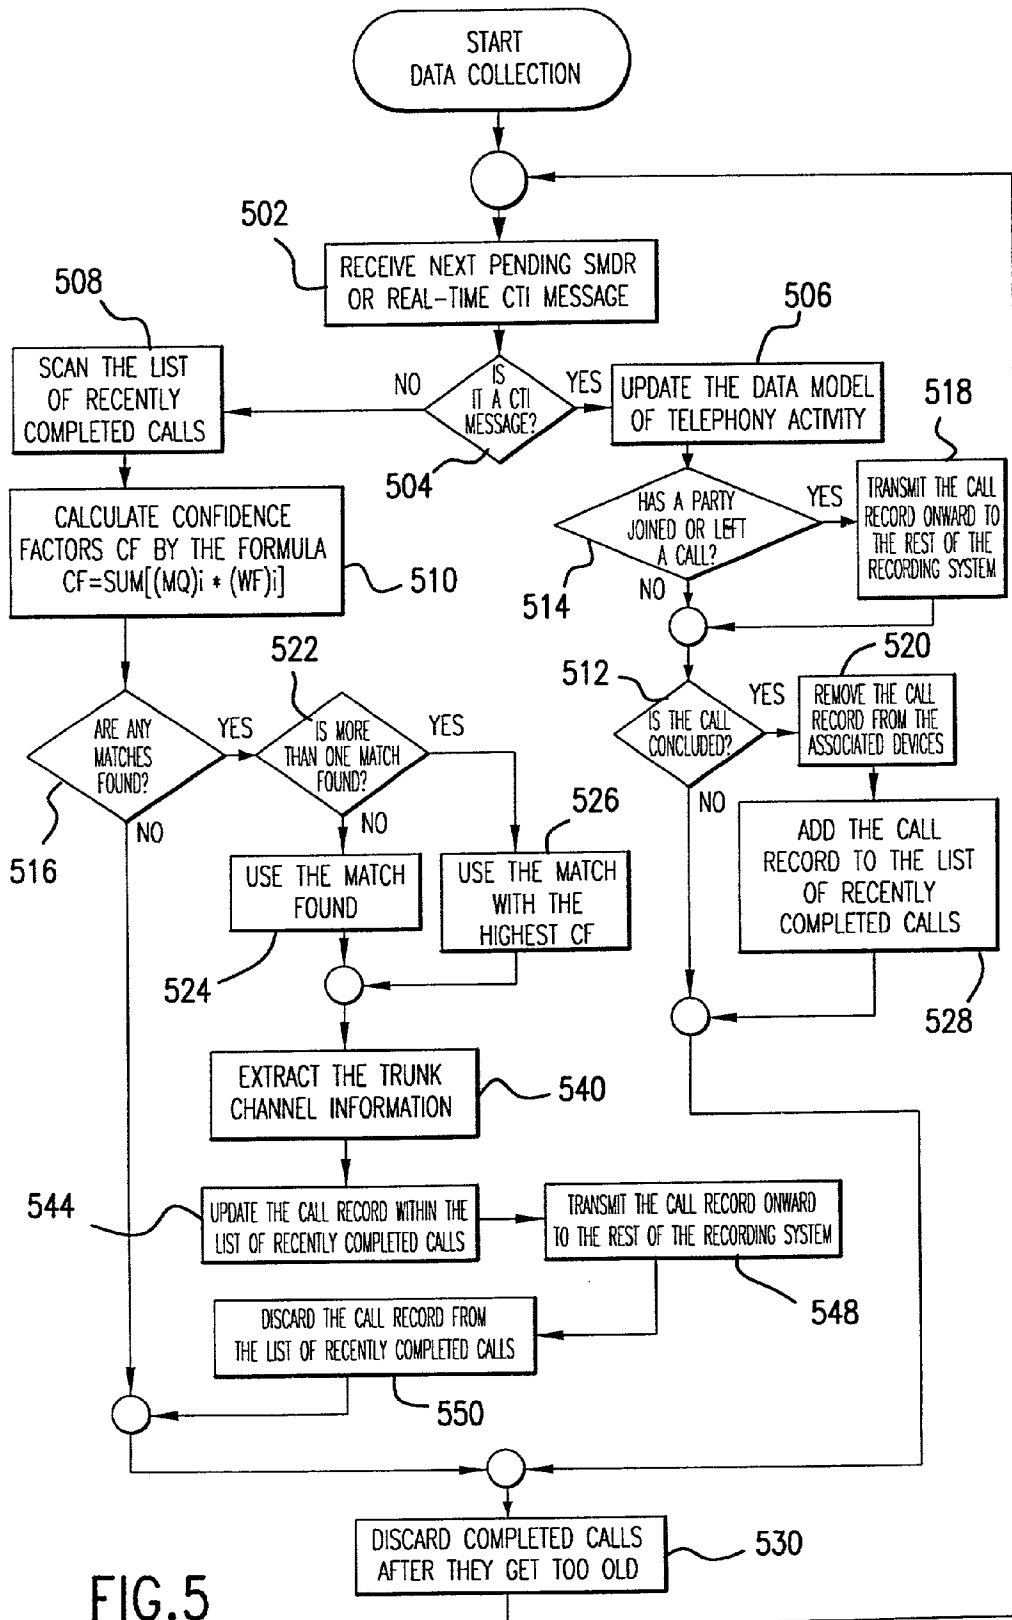 START
DATA COLLECTION
502
RECEIVE NEXT PENDING SMDR
OR REAL-TIME CTI MESSAGE
508
SCAN THE LIST
OF RECENTLY
COMPLETED CALLS
NO
IS
IT A CTI
MESSAGE?
504
YES
506
UPDATE THE DATA MODEL
OF TELEPHONY ACTIVITY
518
CALCULATE CONFIDENCE
FACTORS CF BY THE FORMULA
CF=SUM[(MQ)i * (WF)i]
510
HAS A PARTY
JOINED OR LEFT
A CALL?
514
YES
NO
TRANSMIT THE CALL
RECORD ONWARD TO
THE REST OF THE
RECORDING SYSTEM
522
512
520
ARE ANY
MATCHES
FOUND?
516
YES
NO
IS MORE
THAN ONE MATCH
FOUND?
YES
NO
IS THE CALL
CONCLUDED?
YES
NO
REMOVE THE CALL
RECORD FROM THE
ASSOCIATED DEVICES
526
USE THE MATCH
FOUND
524
USE THE MATCH
WITH THE
HIGHEST CF
ADD THE CALL
RECORD TO THE LIST
OF RECENTLY
COMPLETED CALLS
528
EXTRACT THE TRUNK
CHANNEL INFORMATION
540
544
UPDATE THE CALL RECORD WITHIN THE
LIST OF RECENTLY COMPLETED CALLS
TRANSMIT THE CALL RECORD ONWARD
TO THE REST OF THE RECORDING SYSTEM
548
DISCARD THE CALL RECORD FROM
THE LIST OF RECENTLY COMPLETED CALLS
550
DISCARD COMPLETED CALLS
AFTER THEY GET TOO OLD
530
FIG.5